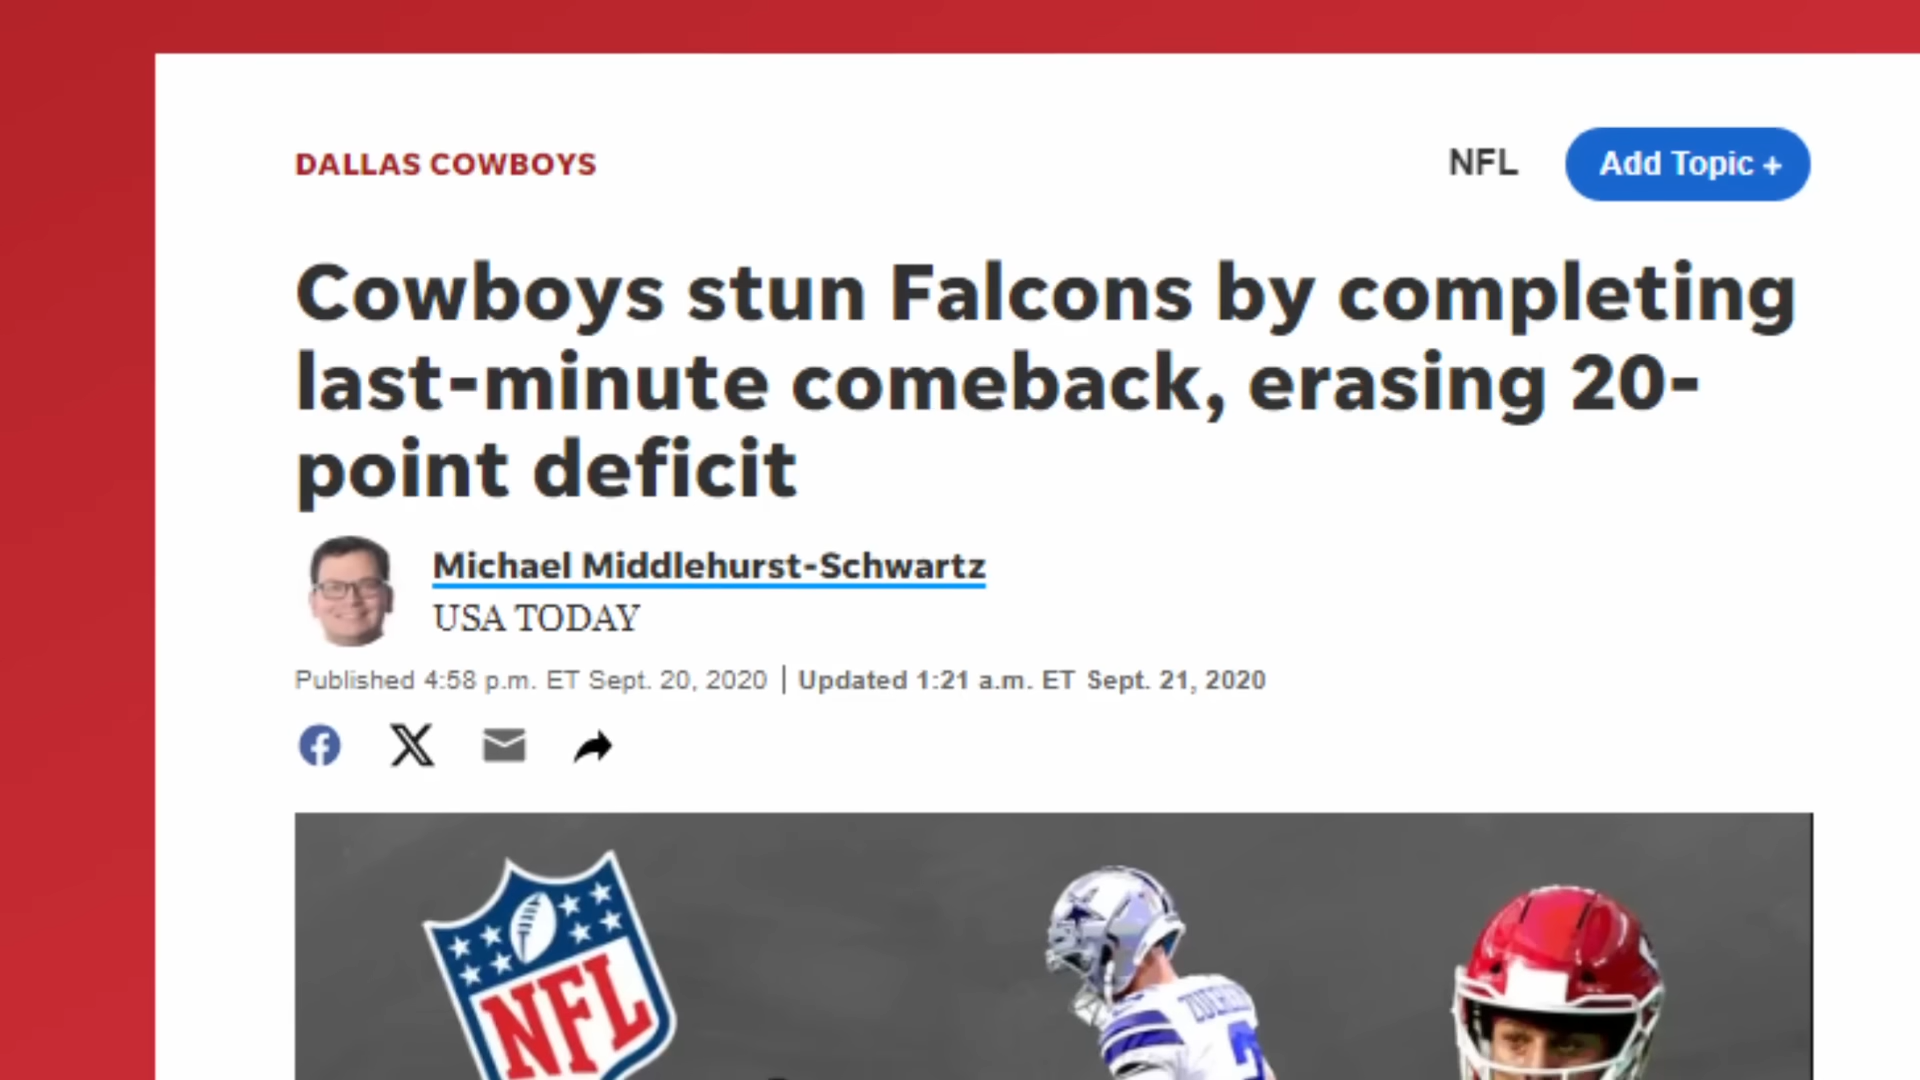 DALLAS COWBOYS
NFL
Add Topic +
Cowboys stun Falcons by completing
last-minute comeback, erasing 20-
point deficit
Michael Middlehurst-Schwartz
USA TODAY
Published 4:58 p.m. ET Sept. 20, 2020 | Updated 1:21 a.m. ET Sept. 21, 2020
NFL